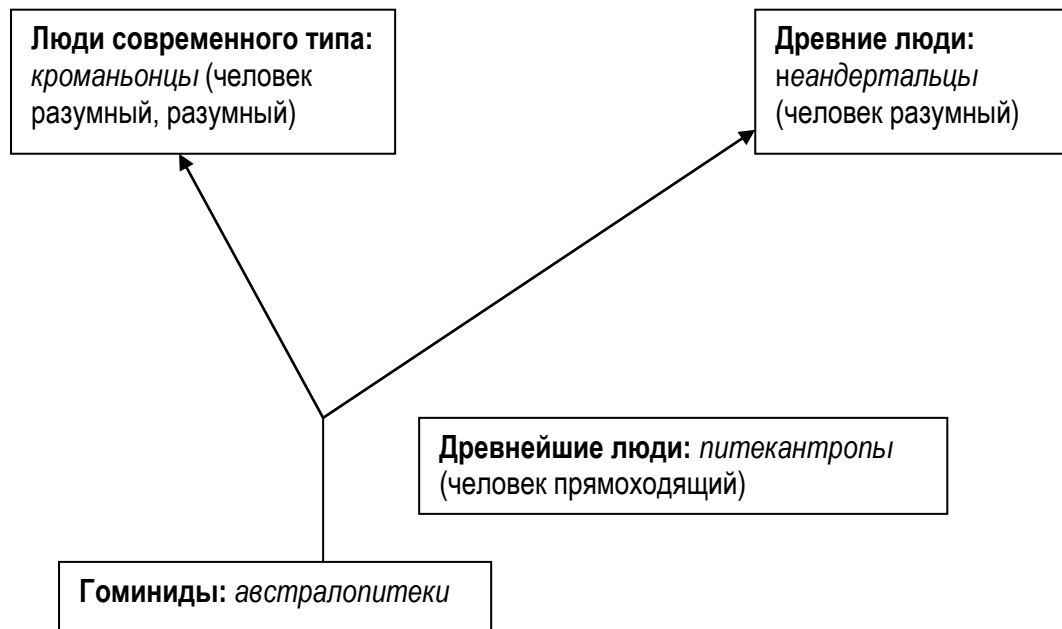 Люди современного типа:
кроманьонцы (человек
разумный, разумный)
Древние люди:
неандертальцы
(человек разумный)
Древнейшие люди: питекантропы
(человек прямоходящий)
Гоминиды: австралопитеки